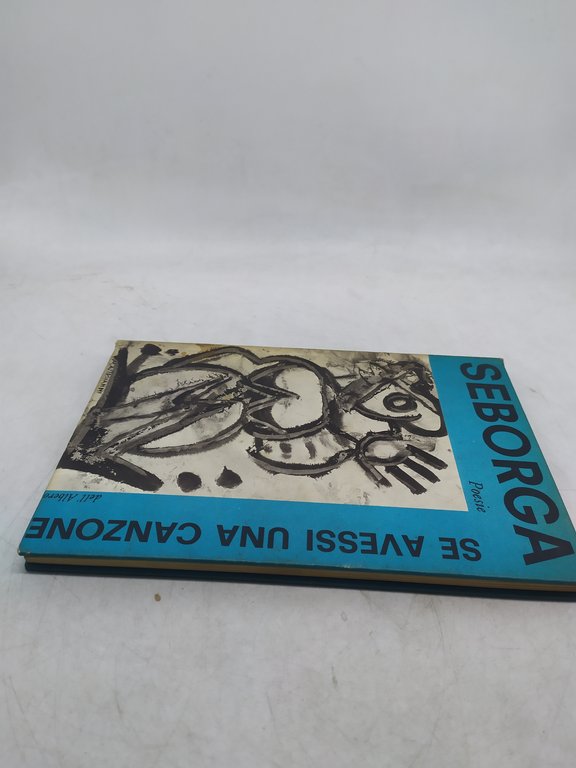 SEBORGA
Poesie
SE AVESSI UNA CANZONE
dell'Albero